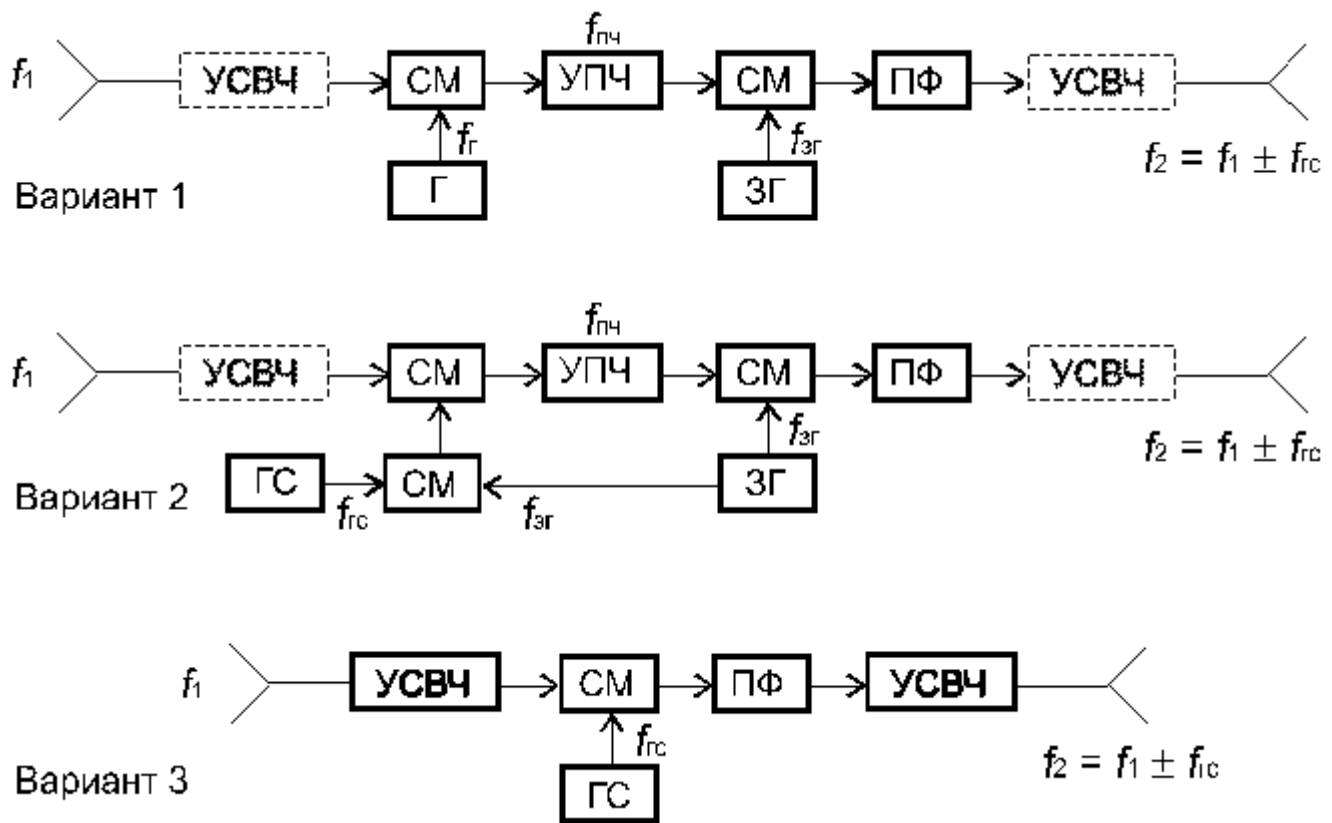 fпч
f1 УСВЧ СМ УПЧ СМ ПФ УСВЧ
fг fзг
f2 = f1 ± fгс
Вариант 1 Г ЗГ
fпч
f1 УСВЧ СМ УПЧ СМ ПФ УСВЧ
fзг
f2 = f1 ± fгс
Вариант 2 ГС СМ ЗГ
fгс fзг
f1 УСВЧ СМ ПФ УСВЧ
fгс
f2 = f1 ± fгс
Вариант 3 ГС